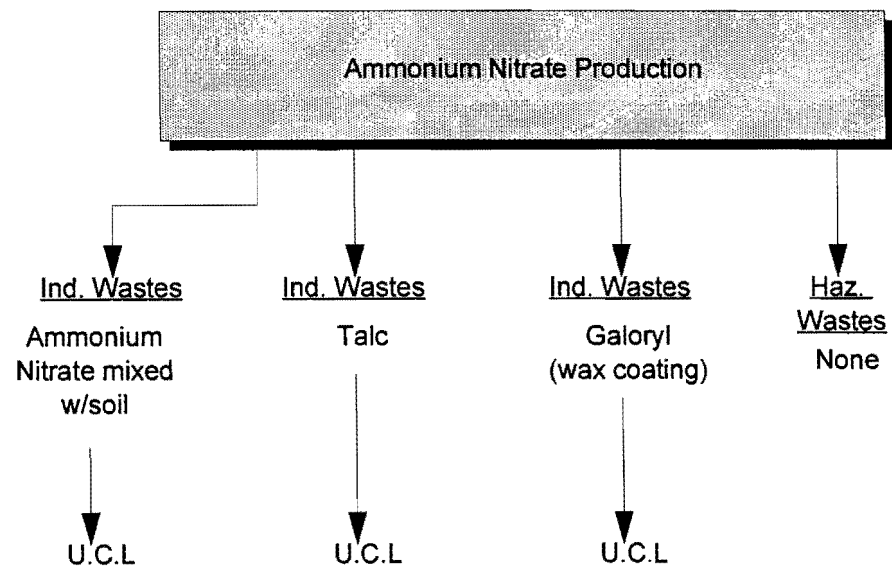 Ammonium Nitrate Production
Ind. Wastes
Ammonium
Nitrate mixed
w/soil
U.C.L
Ind. Wastes
Talc
U.C.L
Ind. Wastes
Galoryl
(wax coating)
U.C.L
Haz.
Wastes
None